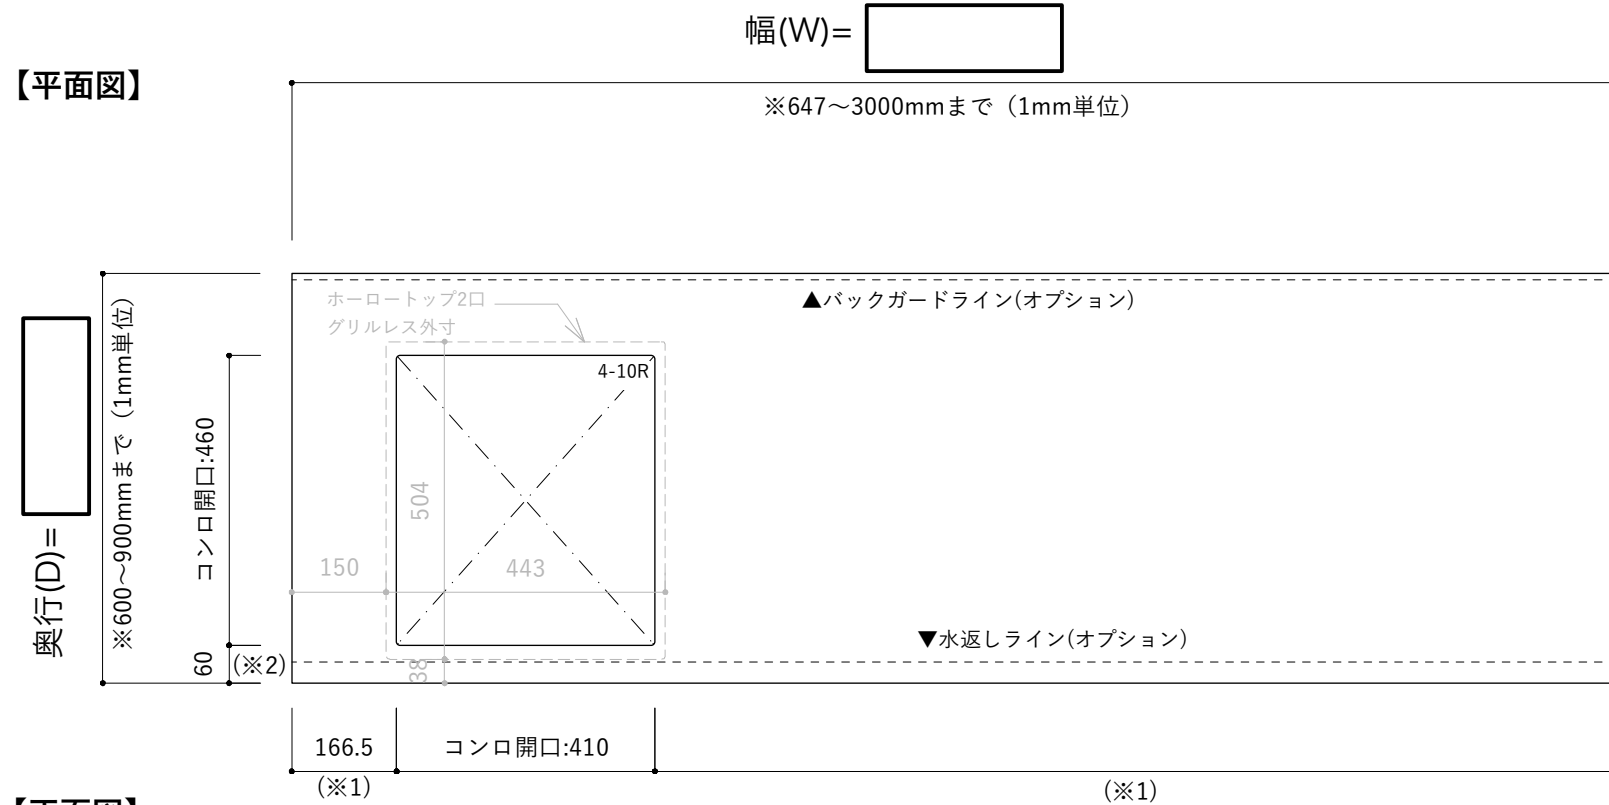 幅(W)=
【平面図】
※647～3000mmまで（1mm単位）
ホーロートップ2口
グリルレス外寸
▲バックガードライン(オプション)
4-10R
奥行(D)=
※600～900mmまで（1mm単位）
コンロ開口:460
504
150
443
▼水返しライン(オプション)
60
(※2)
38
166.5
コンロ開口:410
(※1)
(※1)
【平面図】